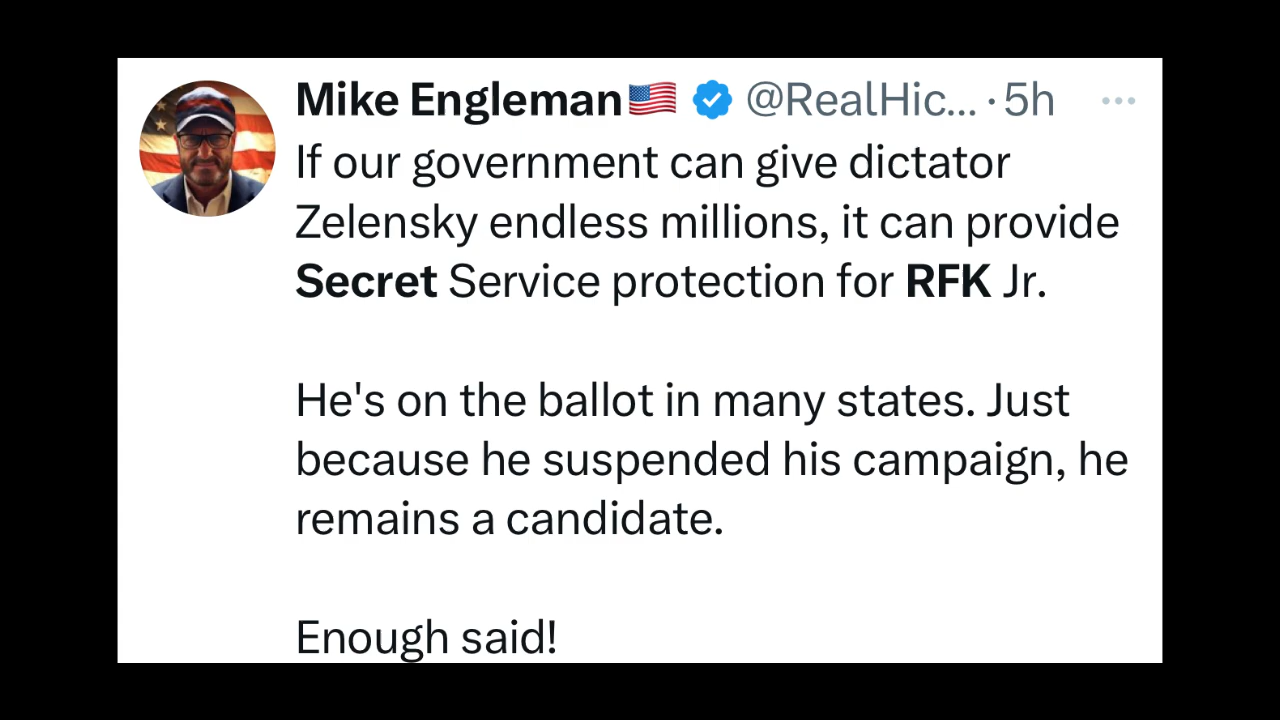 Mike Engleman🇺🇸 @RealHic... · 5h
If our government can give dictator
Zelensky endless millions, it can provide
Secret Service protection for RFK Jr.
He's on the ballot in many states. Just
because he suspended his campaign, he
remains a candidate.
Enough said!